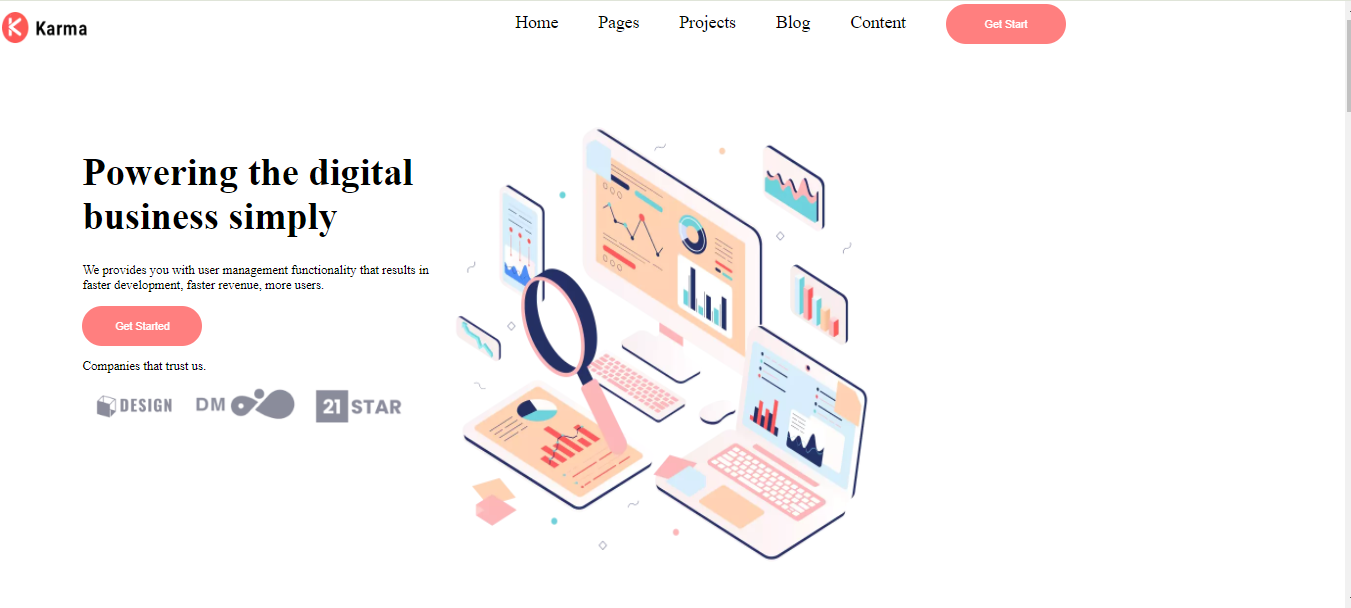 Karma
Home Pages Projects Blog Content Get Start
Powering the digital
business simply
We provides you with user management functionality that results in
faster development, faster revenue, more users.
Get Started
Companies that trust us.
DESIGN DM 21 STAR